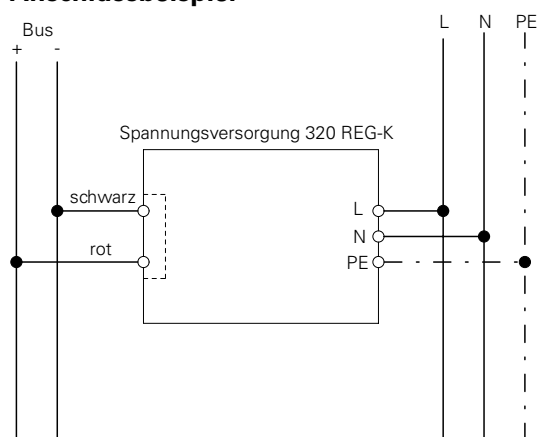 Anschlussbeispiel
Bus
+ -
L N PE
Spannungsversorgung 320 REG-K
schwarz
rot
L
N
PE